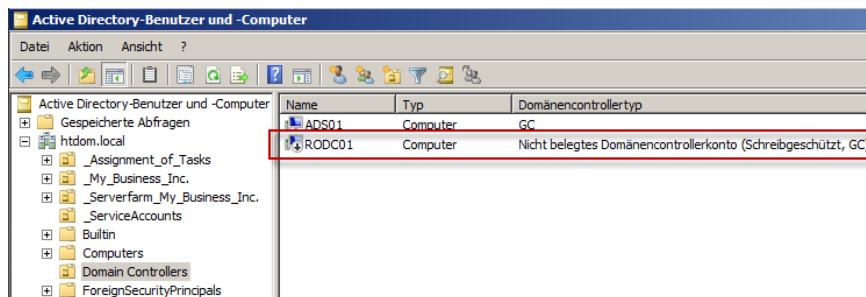 Active Directory-Benutzer und -Computer
Datei Aktion Ansicht ?
Active Directory-Benutzer und -Computer
Gespeicherte Abfragen
htdom.local
_Assignment_of_Tasks
_My_Business_Inc.
_Serverfarm_My_Business_Inc.
_ServiceAccounts
Builtin
Computers
Domain Controllers
ForeignSecurityPrincipals
Name Typ Domänencontrollertyp
ADS01 Computer GC
RODC01 Computer Nicht belegtes Domänencontrollerkonto (Schreibgeschützt, GC)